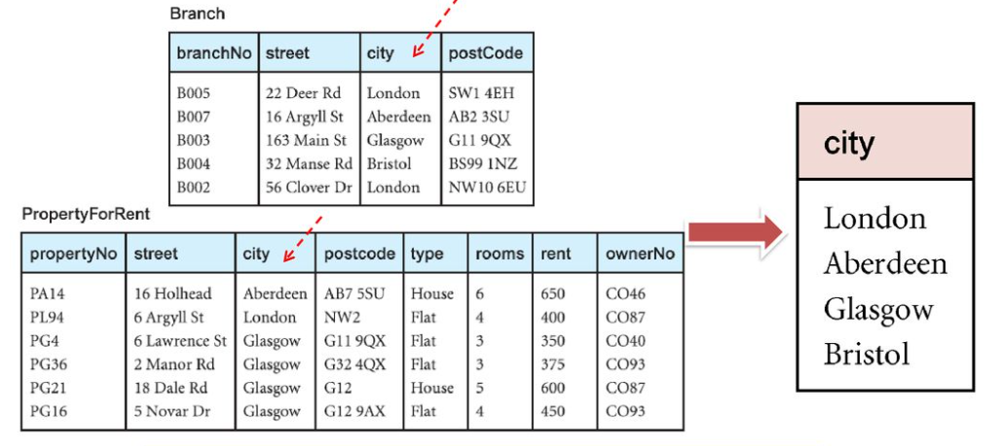 Branch
branchNo street city postCode
B005 22 Deer Rd London SW1 4EH
B007 16 Argyll St Aberdeen AB2 3SU
B003 163 Main St Glasgow G11 9QX
B004 32 Manse Rd Bristol BS99 1NZ
B002 56 Clover Dr London NW10 6EU
PropertyForRent
propertyNo street city postcode type rooms rent ownerNo
PA14 16 Holhead Aberdeen AB7 5SU House 6 650 CO46
PL94 6 Argyll St London NW2 Flat 4 400 CO87
PG4 6 Lawrence St Glasgow G11 9QX Flat 3 350 CO40
PG36 2 Manor Rd Glasgow G32 4QX Flat 3 375 CO93
PG21 18 Dale Rd Glasgow G12 House 5 600 CO87
PG16 5 Novar Dr Glasgow G12 9AX Flat 4 450 CO93
city
London
Aberdeen
Glasgow
Bristol